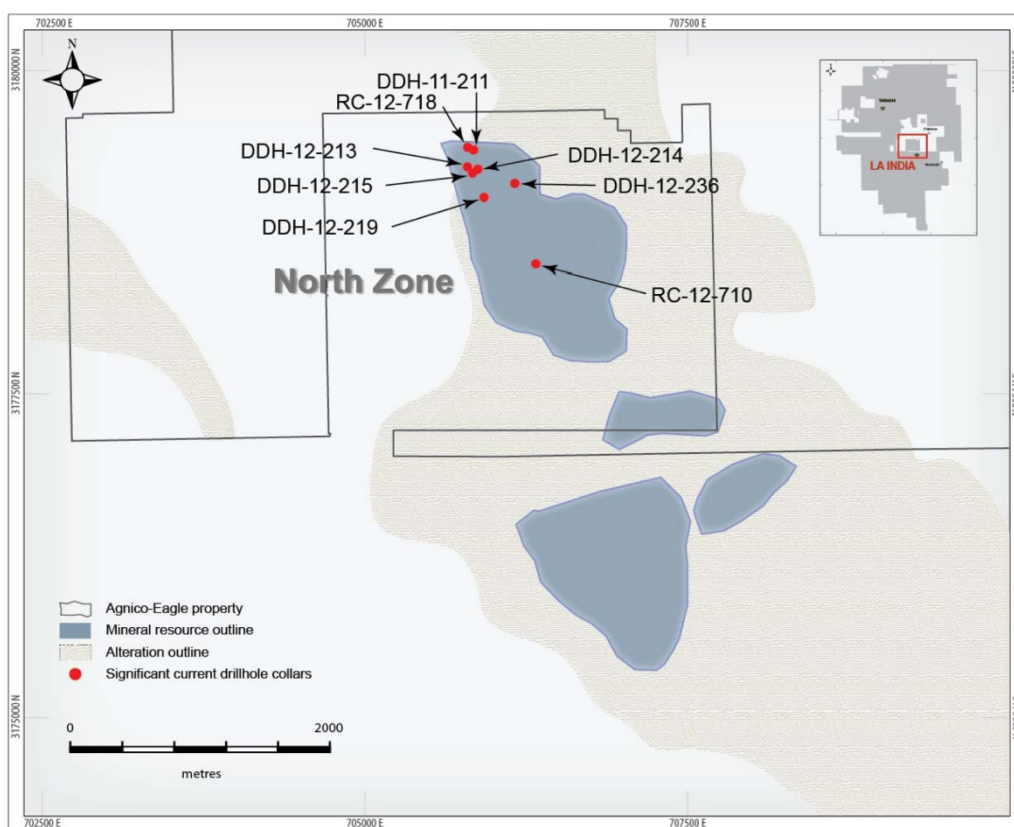 702500 E
705000 E
707500 E
3180000 N
N
DDH-11-211
RC-12-718
DDH-12-213
DDH-12-214
DDH-12-215
DDH-12-236
DDH-12-219
North Zone
RC-12-710
LA INDIA
3177500 N
Agnico-Eagle property
Mineral resource outline
Alteration outline
Significant current drillhole collars
3175000 N
0
2000
metres
702500 E
705000 E
707500 E